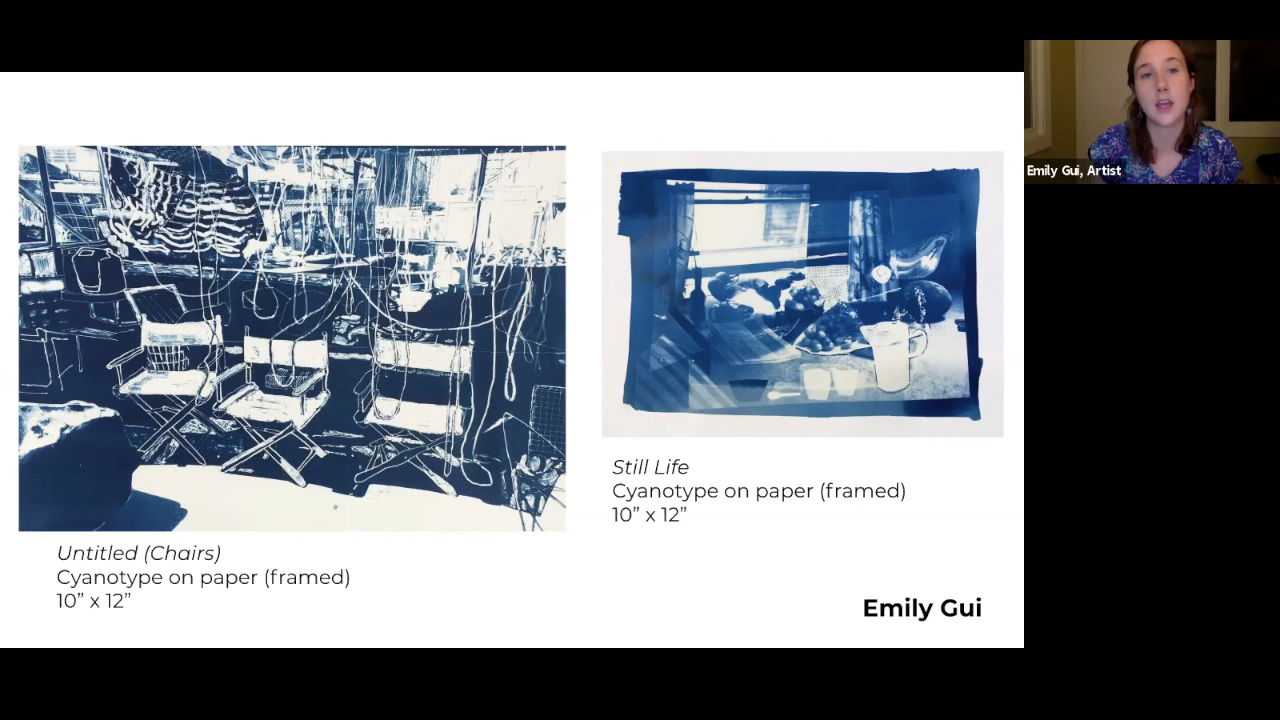 Emily Gui, Artist
Untitled (Chairs)
Cyanotype on paper (framed)
10” x 12”
Still Life
Cyanotype on paper (framed)
10” x 12”
Emily Gui